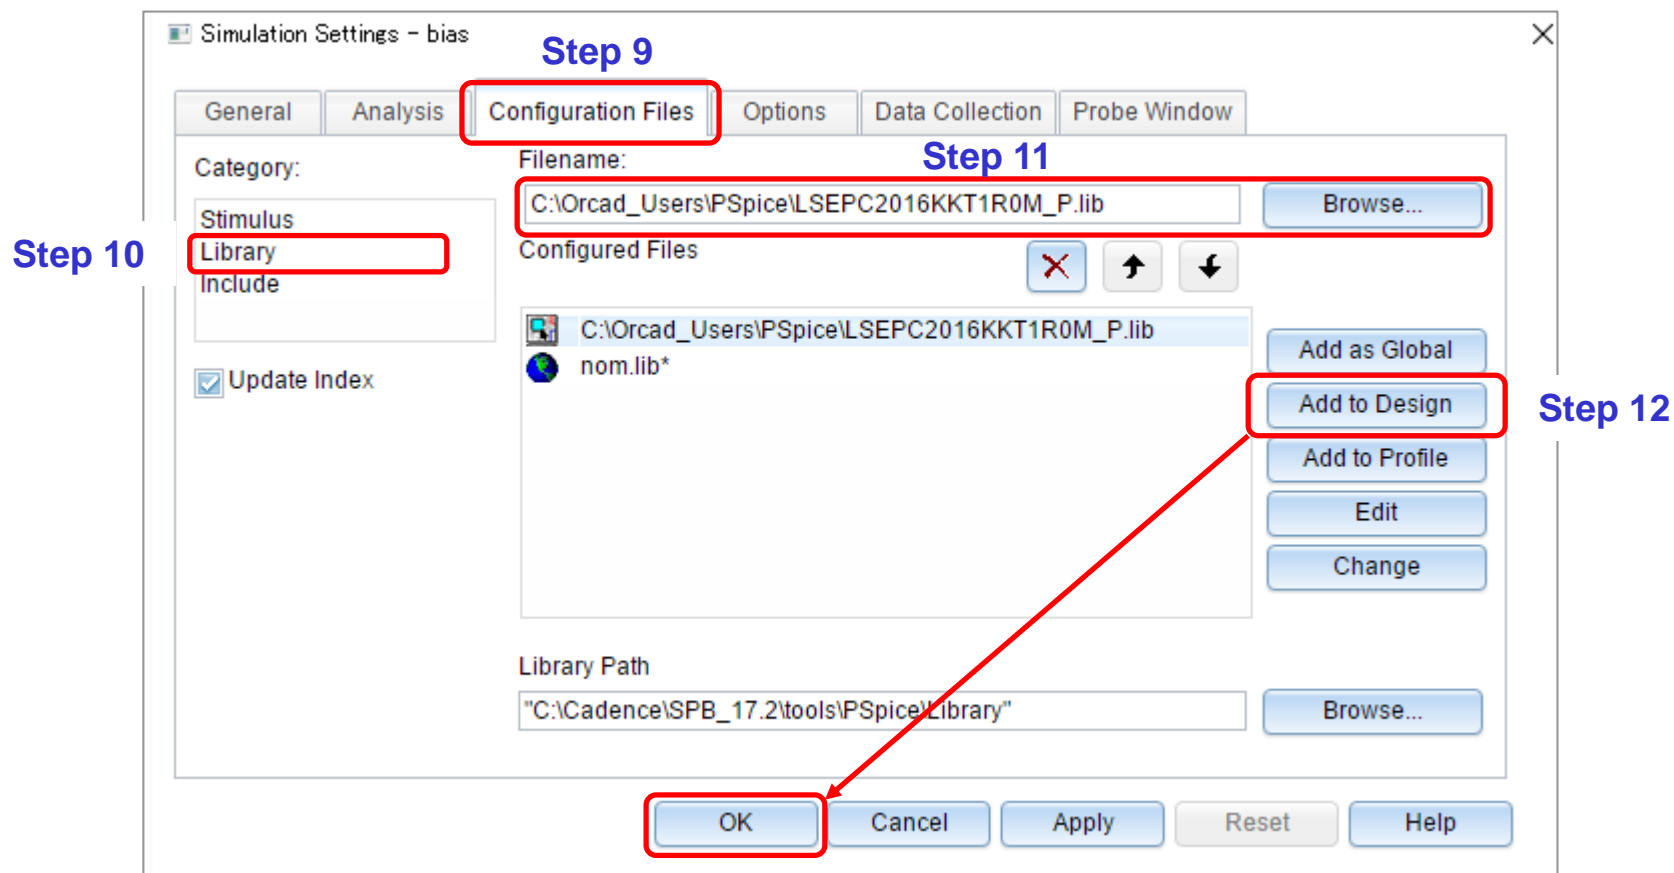 Simulation Settings - bias
Step 9
General Analysis Configuration Files Options Data Collection Probe Window
Category:
Filename:
Step 11
Stimulus
C:\Orcad_Users\PSpice\LSEPC2016KKT1R0M_P.lib Browse...
Step 10
Library
Configured Files
Include
C:\Orcad_Users\PSpice\LSEPC2016KKT1R0M_P.lib
nom.lib*
Update Index
Add as Global
Add to Design
Step 12
Add to Profile
Edit
Change
Library Path
"C:\Cadence\SPB_17.2\tools\PSpice\Library" Browse...
OK Cancel Apply Reset Help